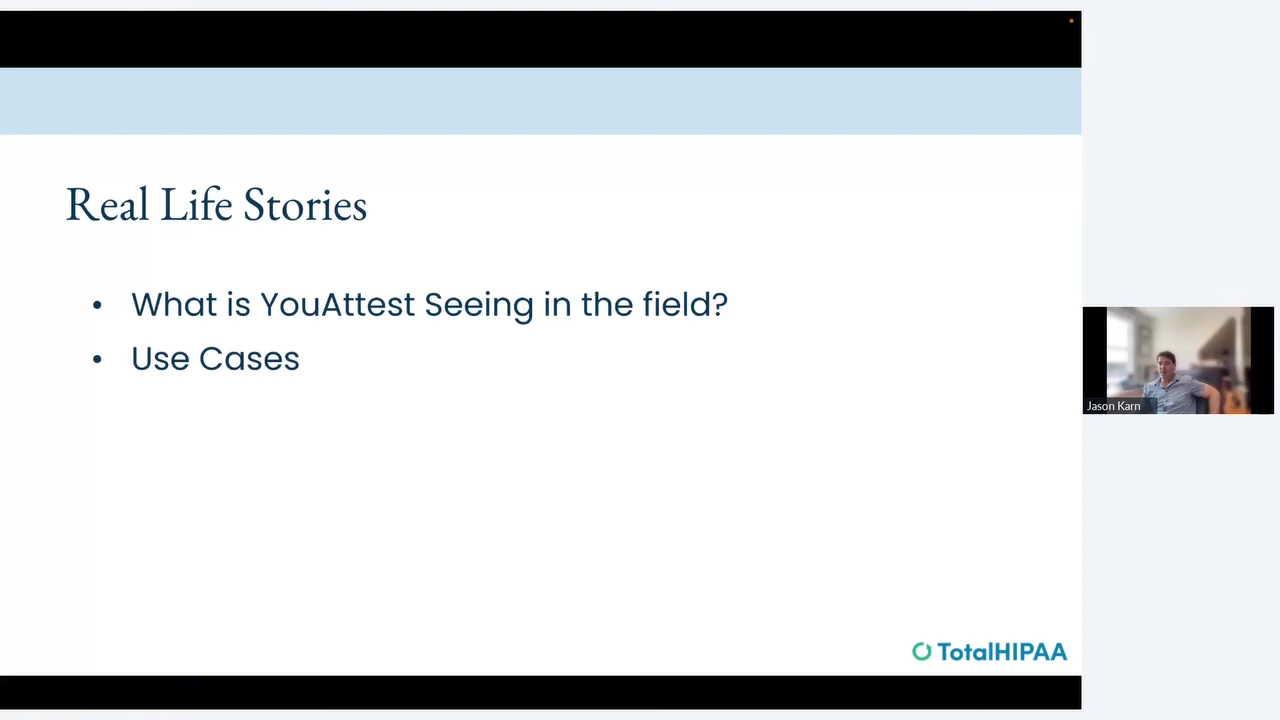 Real Life Stories
• What is YouAttest Seeing in the field?
• Use Cases
Jason Karn
TotalHIPAA